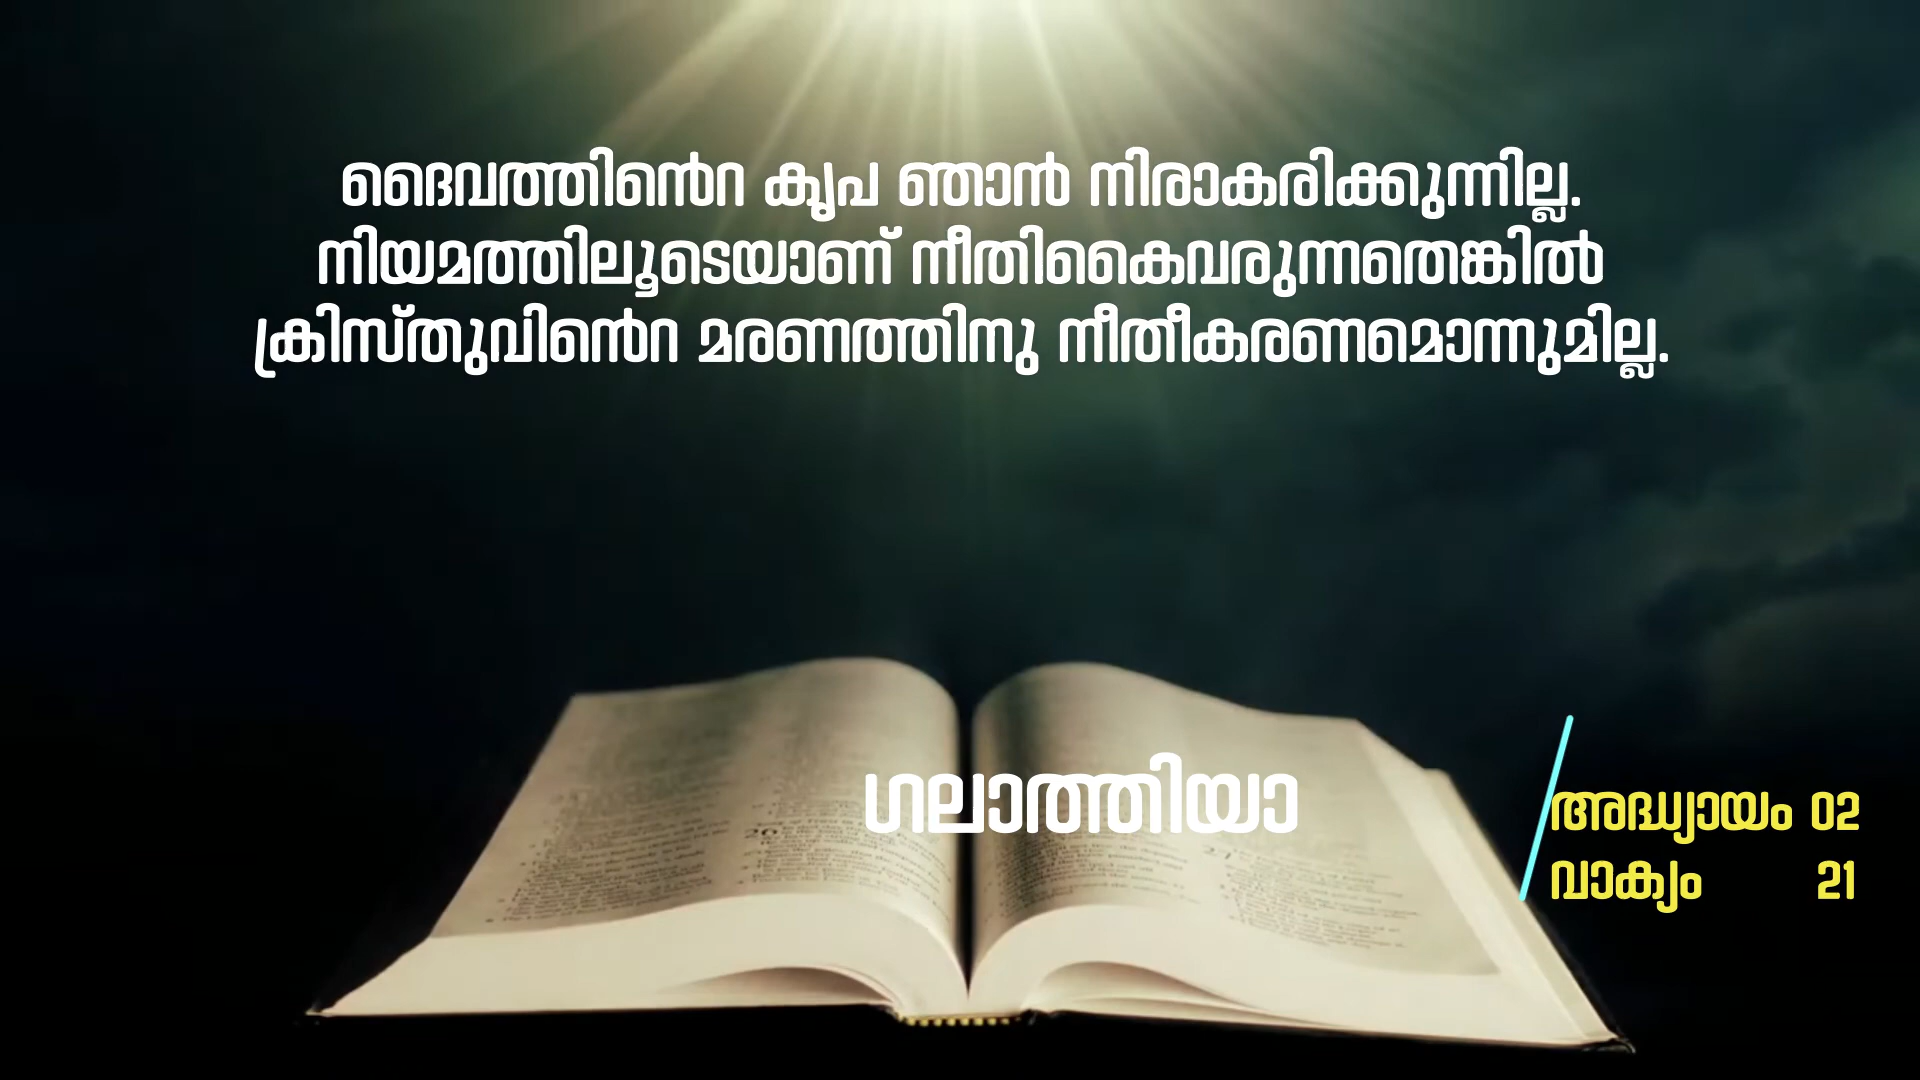 ദൈവത്തിൻെറ കൃപ ഞാൻ നിരാകരിക്കുന്നില്ല.
നിയമത്തിലൂടെയാണ് നീതികൈവരുന്നതെങ്കിൽ
ക്രിസ്തുവിൻെറ മരണത്തിനു നീതീകരണമൊന്നുമില്ല.
ഗലാത്തിയാ
അദ്ധ്യായം 02
വാക്യം 21